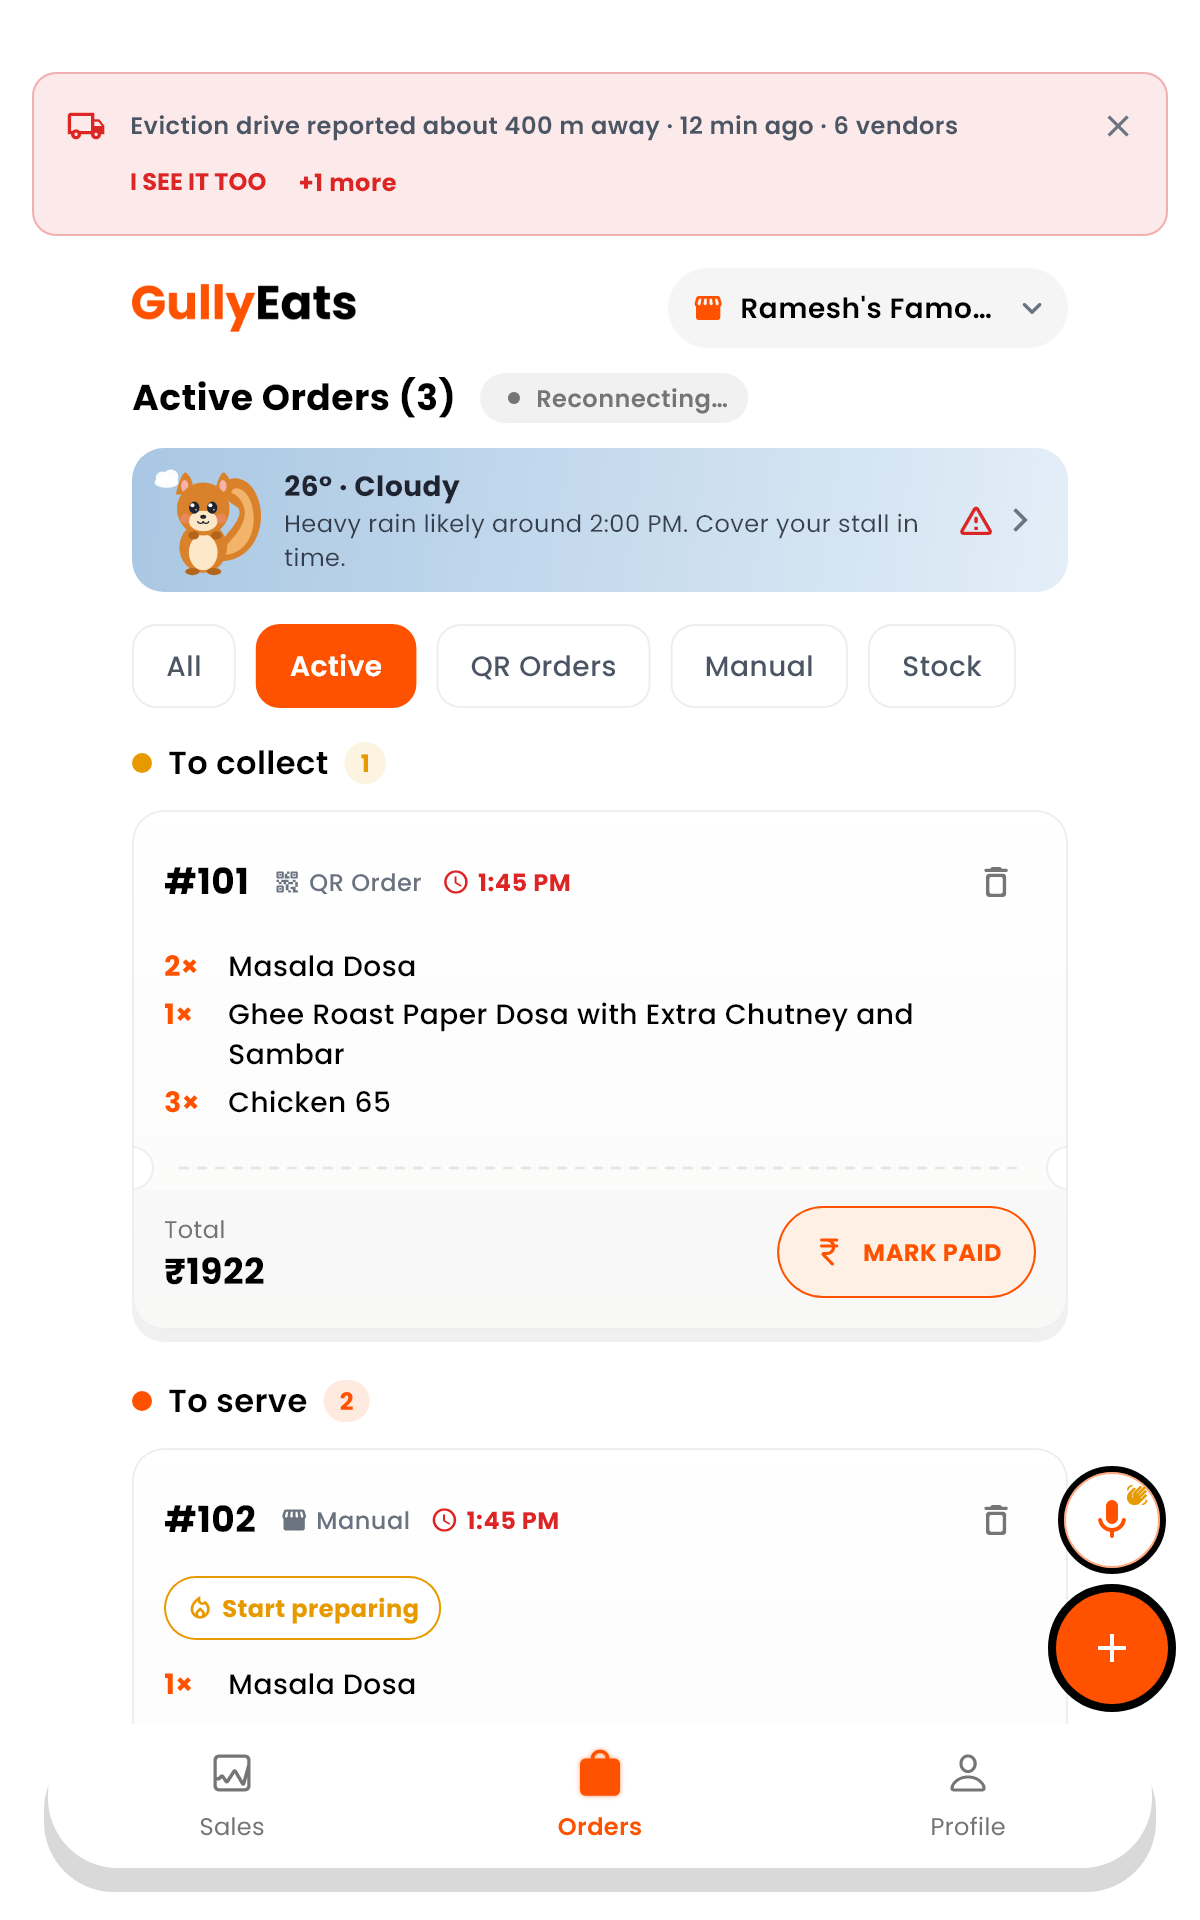 Eviction drive reported about 400 m away · 12 min ago · 6 vendors
I SEE IT TOO +1 more
GullyEats
Ramesh's Famo...
Active Orders (3)
Reconnecting...
26° · Cloudy
Heavy rain likely around 2:00 PM. Cover your stall in
time.
All
Active
QR Orders
Manual
Stock
To collect 1
#101 QR Order 1:45 PM
2× Masala Dosa
1× Ghee Roast Paper Dosa with Extra Chutney and
Sambar
3× Chicken 65
Total
₹1922
₹ MARK PAID
To serve 2
#102 Manual 1:45 PM
Start preparing
1× Masala Dosa
Sales
Orders
Profile